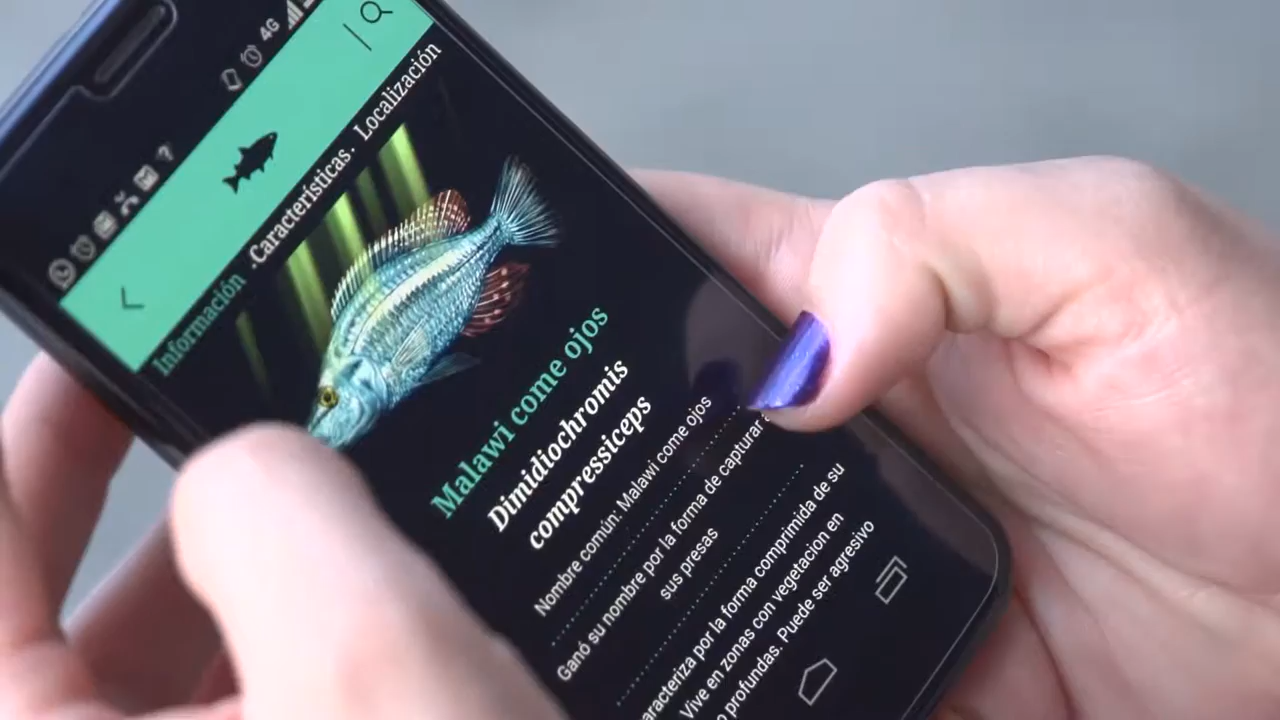 4G
Información .Características. Localización
Malawi come ojos
Dimidiochromis
compressiceps
Nombre común: Malawi come ojos
Ganó su nombre por la forma de capturar
sus presas
la forma comprimida de su
Vive en zonas con vegetacion en
profundas. Puede ser agresivo